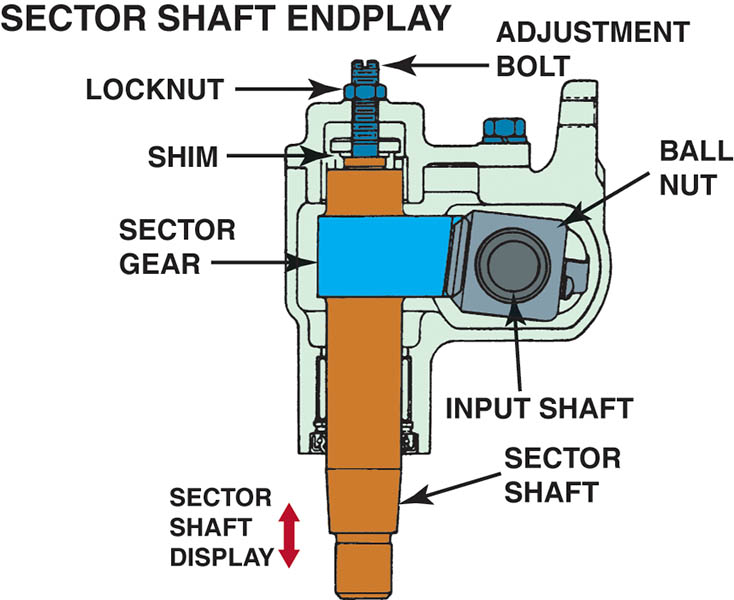 SECTOR SHAFT ENDPLAY
ADJUSTMENT
BOLT
LOCKNUT
SHIM
BALL
NUT
SECTOR
GEAR
INPUT SHAFT
SECTOR
SHAFT
SECTOR
SHAFT
DISPLAY